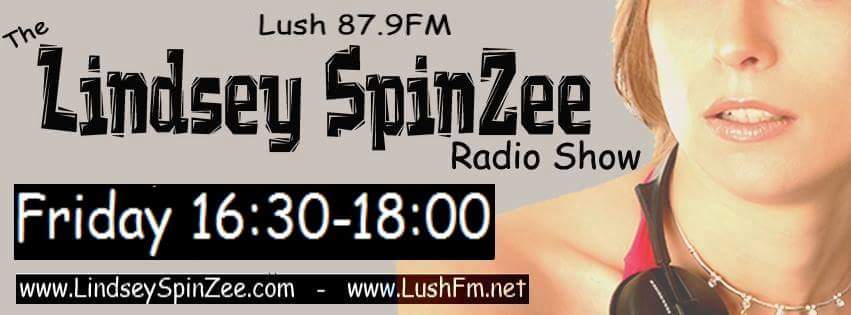 Lush 87.9FM
The
Lindsey SpinZee
Radio Show
Friday 16:30-18:00
www.LindseySpinZee.com - www.LushFm.net